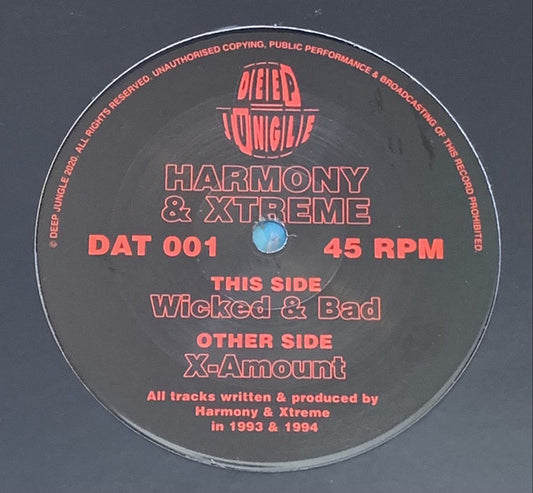 © DEEP JUNGLE 2020. ALL RIGHTS RESERVED. UNAUTHORISED COPYING, PUBLIC PERFORMANCE & BROADCASTING OF THIS RECORD PROHIBITED.
DEEP
JUNGLE
HARMONY
& XTREME
DAT 001 45 RPM
THIS SIDE
Wicked & Bad
OTHER SIDE
X-Amount
All tracks written & produced by
Harmony & Xtreme
in 1993 & 1994